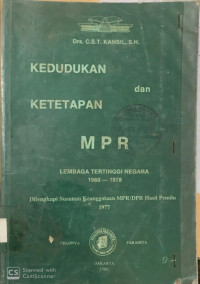 Drs. C.S.T. KANSIL, S.H.
KEDUDUKAN
dan
KETETAPAN
MPR
LEMBAGA TERTINGGI NEGARA
1960 — 1978
Dilengkapi Susunan Keanggotaan MPR/DPR Hasil Pemilu
1977
JAKARTA
CS Scanned with
CamScanner